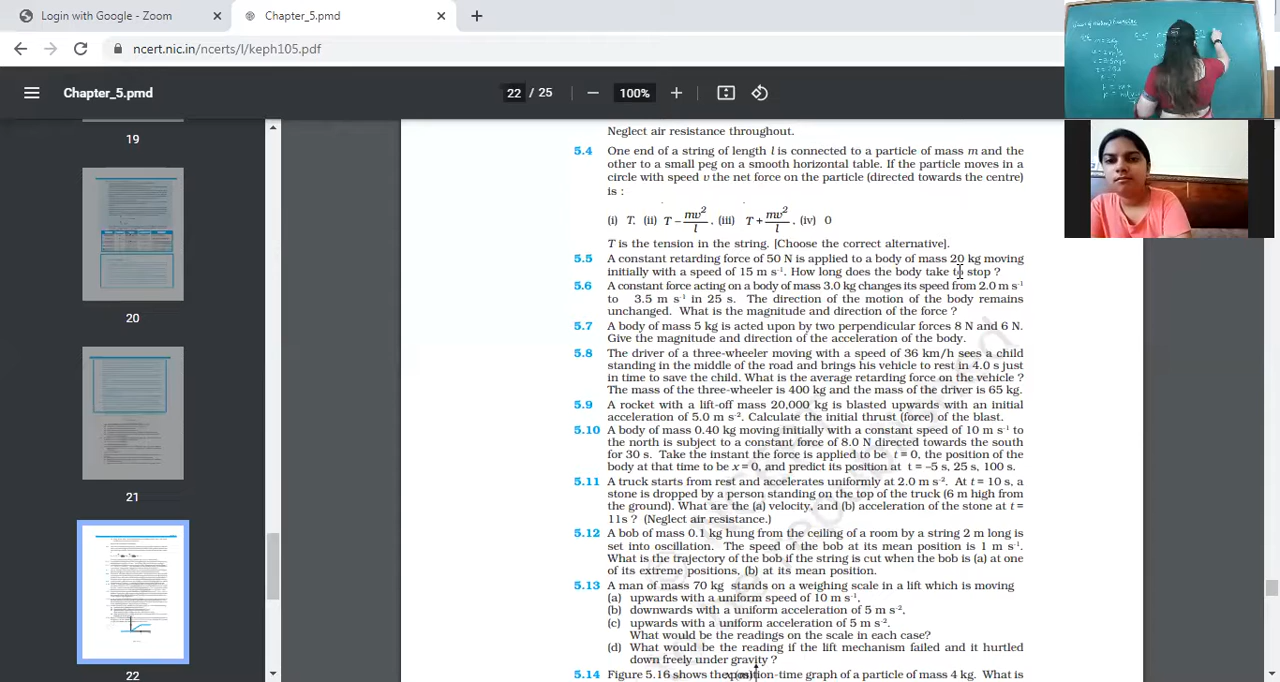 Login with Google - Zoom
Chapter_5.pmd
ncert.nic.in/ncerts/l/keph105.pdf
Chapter_5.pmd
22 / 25
100%
19
20
21
22
Neglect air resistance throughout.
5.4 One end of a string of length l is connected to a particle of mass m and the
other to a small peg on a smooth horizontal table. If the particle moves in a
circle with speed v the net force on the particle (directed towards the centre)
is :
(i) T, (ii) T − mv²/l, (iii) T + mv²/l, (iv) 0
T is the tension in the string. [Choose the correct alternative].
5.5 A constant retarding force of 50 N is applied to a body of mass 20 kg moving
initially with a speed of 15 m s⁻¹. How long does the body take to stop ?
5.6 A constant force acting on a body of mass 3.0 kg changes its speed from 2.0 m s⁻¹
to 3.5 m s⁻¹ in 25 s. The direction of the motion of the body remains
unchanged. What is the magnitude and direction of the force ?
5.7 A body of mass 5 kg is acted upon by two perpendicular forces 8 N and 6 N.
Give the magnitude and direction of the acceleration of the body.
5.8 The driver of a three-wheeler moving with a speed of 36 km/h sees a child
standing in the middle of the road and brings his vehicle to rest in 4.0 s just
in time to save the child. What is the average retarding force on the vehicle ?
The mass of the three-wheeler is 400 kg and the mass of the driver is 65 kg.
5.9 A rocket with a lift-off mass 20,000 kg is blasted upwards with an initial
acceleration of 5.0 m s⁻². Calculate the initial thrust (force) of the blast.
5.10 A body of mass 0.40 kg moving initially with a constant speed of 10 m s⁻¹ to
the north is subject to a constant force of 8.0 N directed towards the south
for 30 s. Take the instant the force is applied to be t = 0, the position of the
body at that time to be x = 0, and predict its position at t = –5 s, 25 s, 100 s.
5.11 A truck starts from rest and accelerates uniformly at 2.0 m s⁻². At t = 10 s, a
stone is dropped by a person standing on the top of the truck (6 m high from
the ground). What are the (a) velocity, and (b) acceleration of the stone at t =
11s ? (Neglect air resistance.)
5.12 A bob of mass 0.1 kg hung from the ceiling of a room by a string 2 m long is
set into oscillation. The speed of the bob at its mean position is 1 m s⁻¹.
What is the trajectory of the bob if the string is cut when the bob is (a) at one
of its extreme positions, (b) at its mean position.
5.13 A man of mass 70 kg stands on a weighing scale in a lift which is moving
(a) upwards with a uniform speed of 10 m s⁻¹,
(b) downwards with a uniform acceleration of 5 m s⁻²,
(c) upwards with a uniform acceleration of 5 m s⁻².
What would be the readings on the scale in each case?
(d) What would be the reading if the lift mechanism failed and it hurtled
down freely under gravity ?
5.14 Figure 5.16 shows the position-time graph of a particle of mass 4 kg. What is